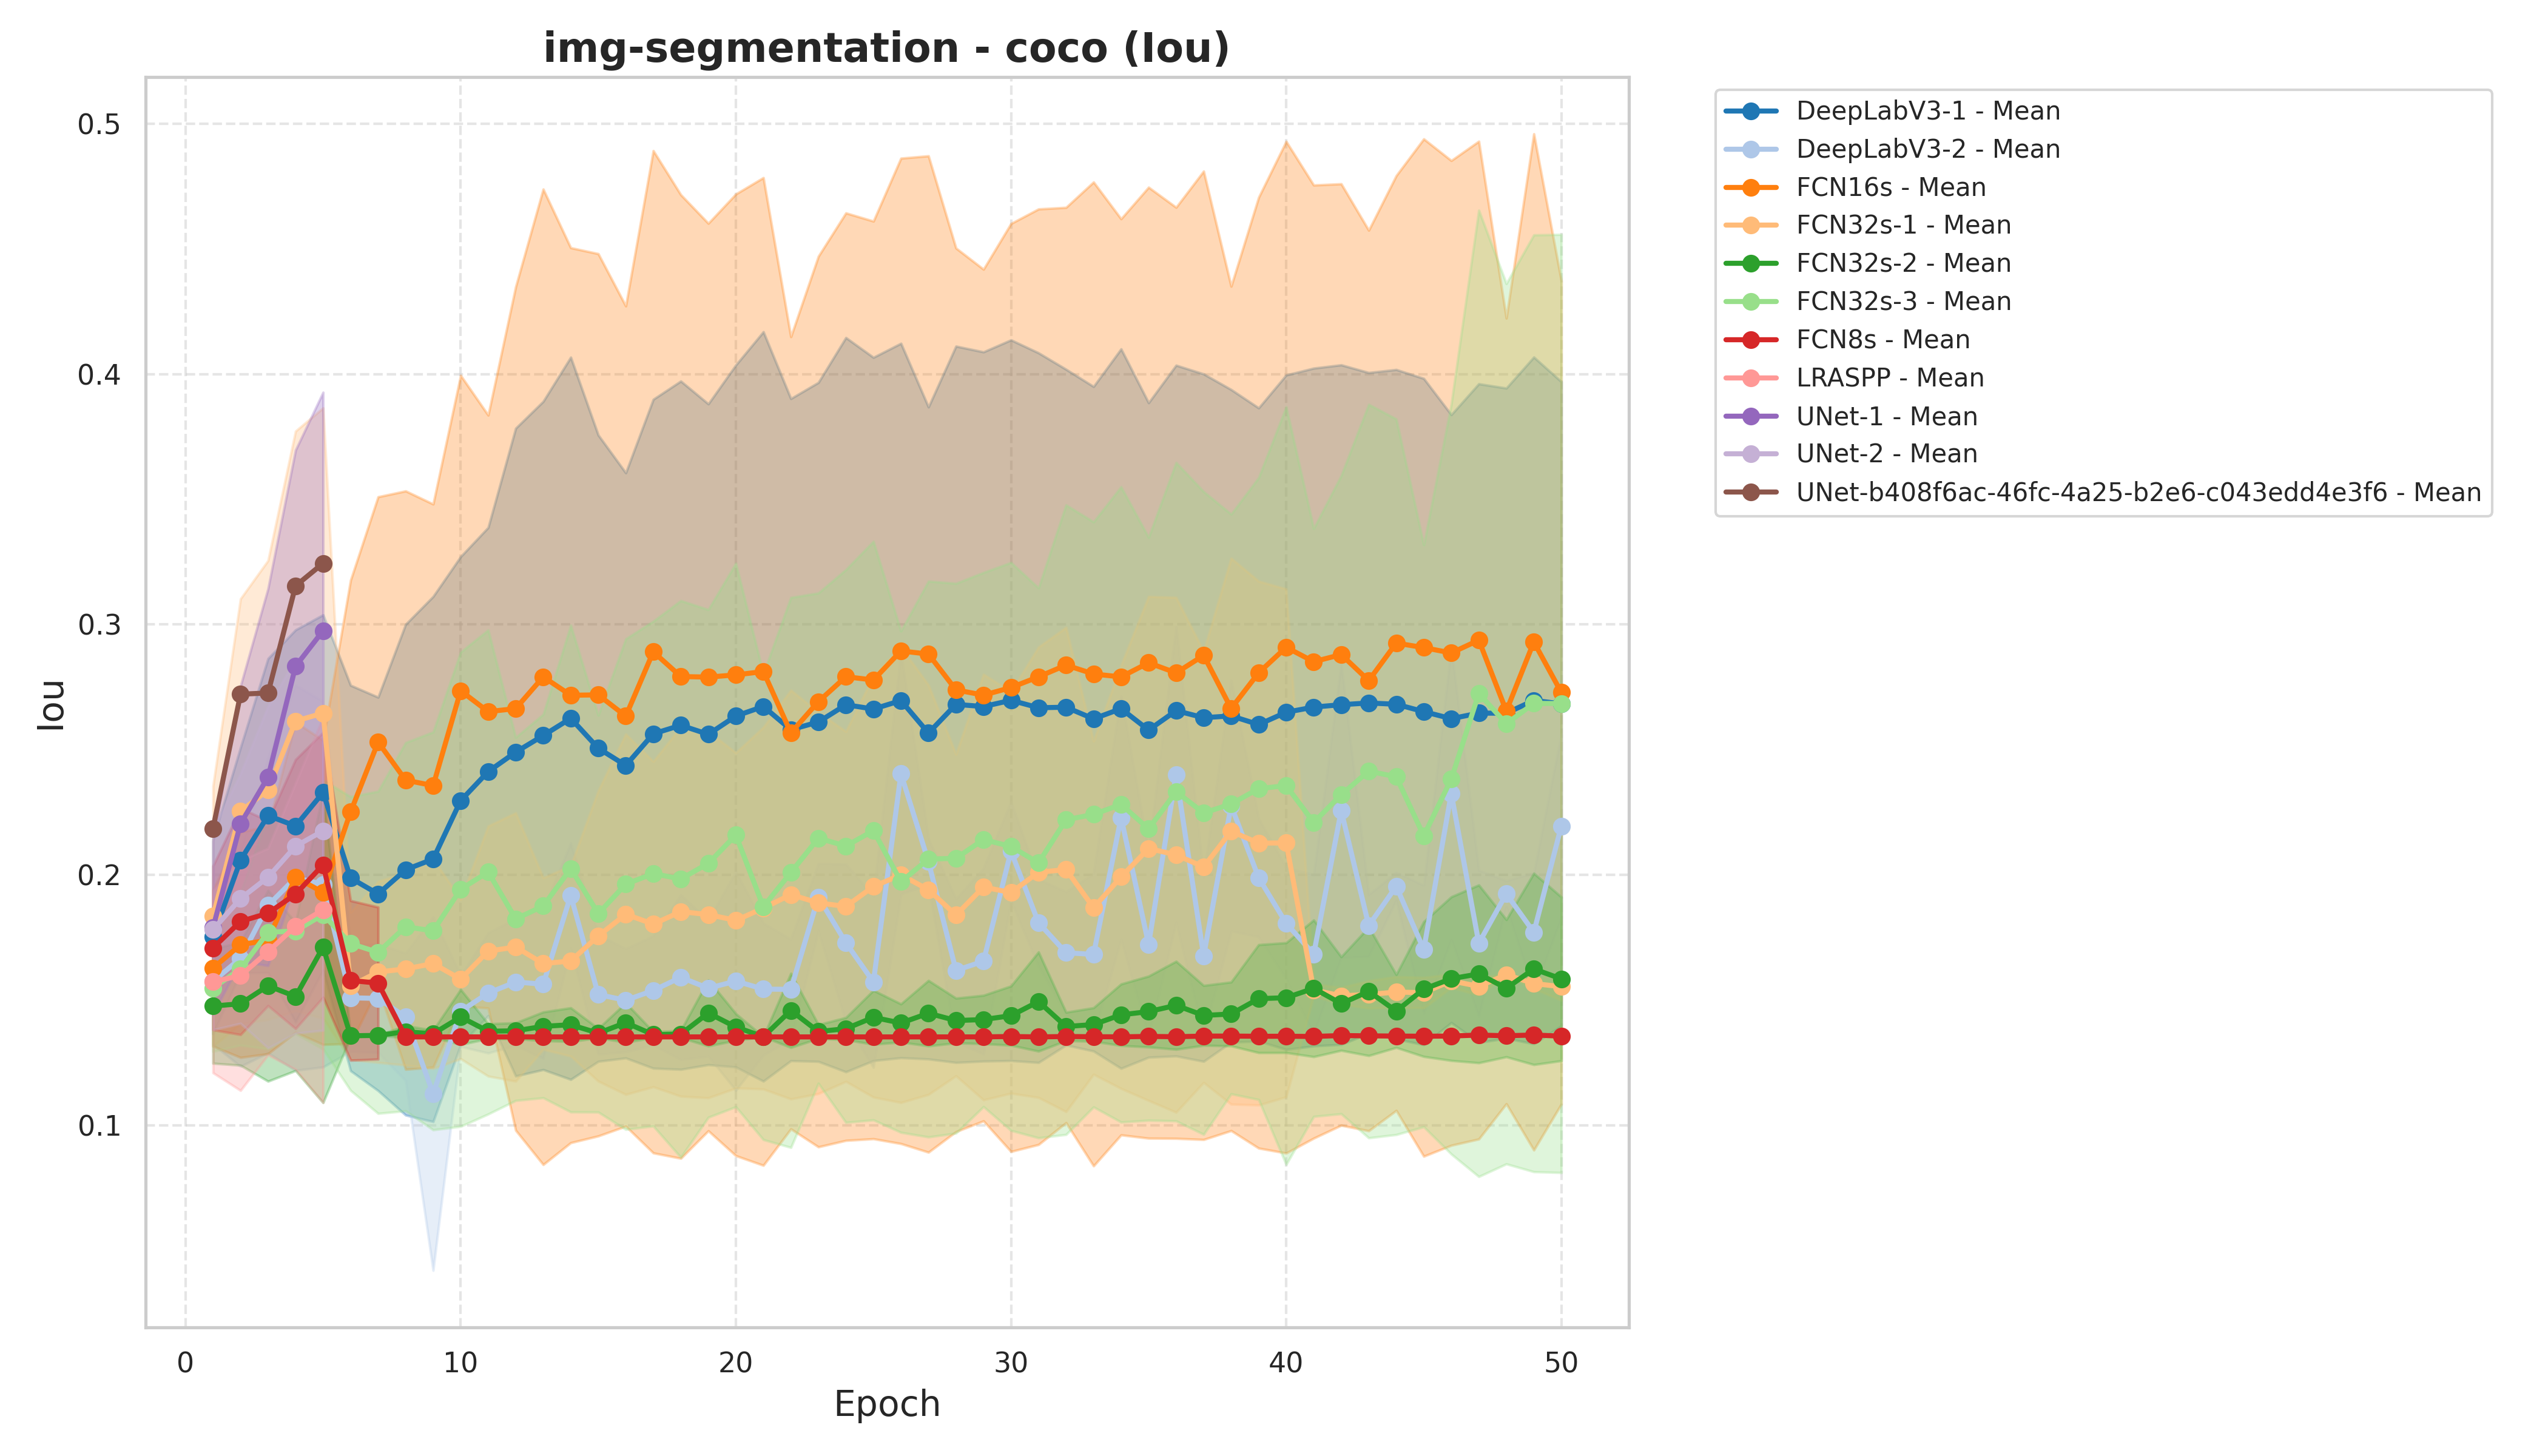 img-segmentation - coco (Iou)
0.5
0.4
0.3
0.2
0.1
Iou
0 10 20 30 40 50
Epoch
DeepLabV3-1 - Mean
DeepLabV3-2 - Mean
FCN16s - Mean
FCN32s-1 - Mean
FCN32s-2 - Mean
FCN32s-3 - Mean
FCN8s - Mean
LRASPP - Mean
UNet-1 - Mean
UNet-2 - Mean
UNet-b408f6ac-46fc-4a25-b2e6-c043edd4e3f6 - Mean